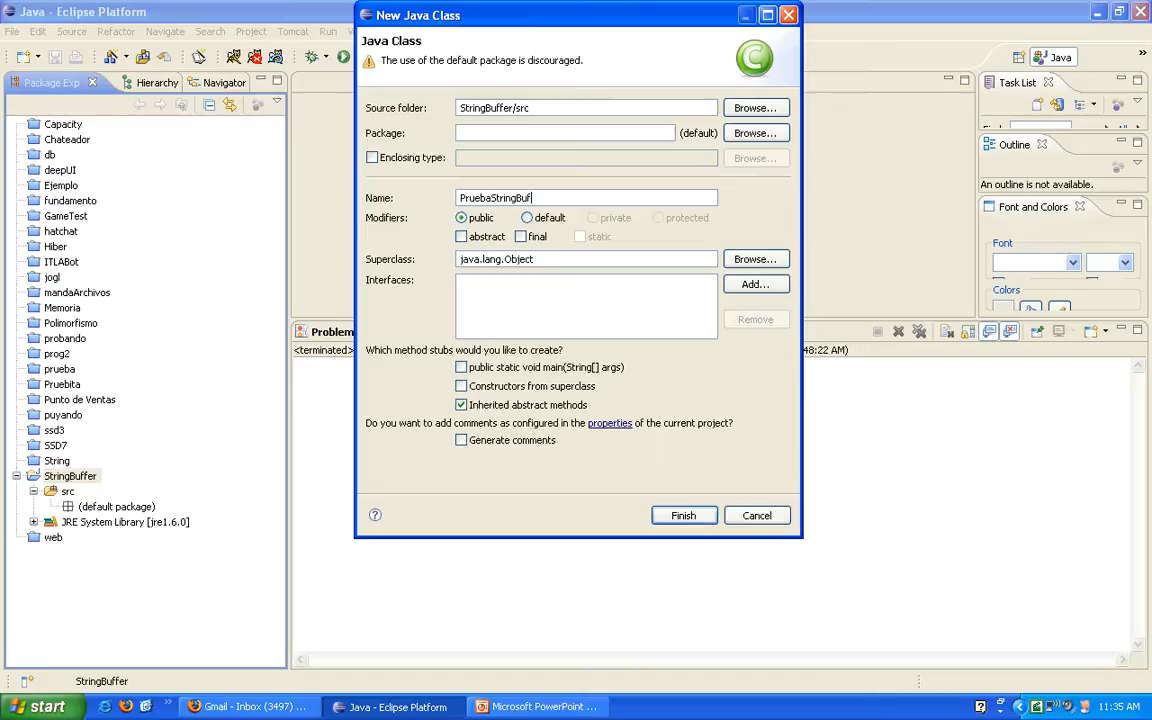 Java - Eclipse Platform
File Edit Source Refactor Navigate Search Project Tomcat Run
Java
Package Exp
Hierarchy
Navigator
Capacity
Chateador
db
deepUI
Ejemplo
fundamento
GameTest
hatchat
Hiber
ITLABot
jogl
mandaArchivos
Memoria
Polimorfismo
probando
prog2
prueba
Pruebita
Punto de Ventas
puyando
ssd3
SSD7
String
StringBuffer
src
(default package)
JRE System Library [jre1.6.0]
web
New Java Class
Java Class
The use of the default package is discouraged.
Source folder: StringBuffer/src Browse...
Package: (default) Browse...
Enclosing type: Browse...
Name: PruebaStringBuf
Modifiers: public default private protected
abstract final static
Superclass: java.lang.Object Browse...
Interfaces: Add...
Remove
Which method stubs would you like to create?
public static void main(String[] args)
Constructors from superclass
Inherited abstract methods
Do you want to add comments as configured in the properties of the current project?
Generate comments
Finish Cancel
Task List
Outline
An outline is not available.
Font and Colors
Font
Colors
Problem
<terminated> :48:22 AM)
StringBuffer
start
Gmail - Inbox (3497) ...
Java - Eclipse Platform
Microsoft PowerPoint ...
11:35 AM